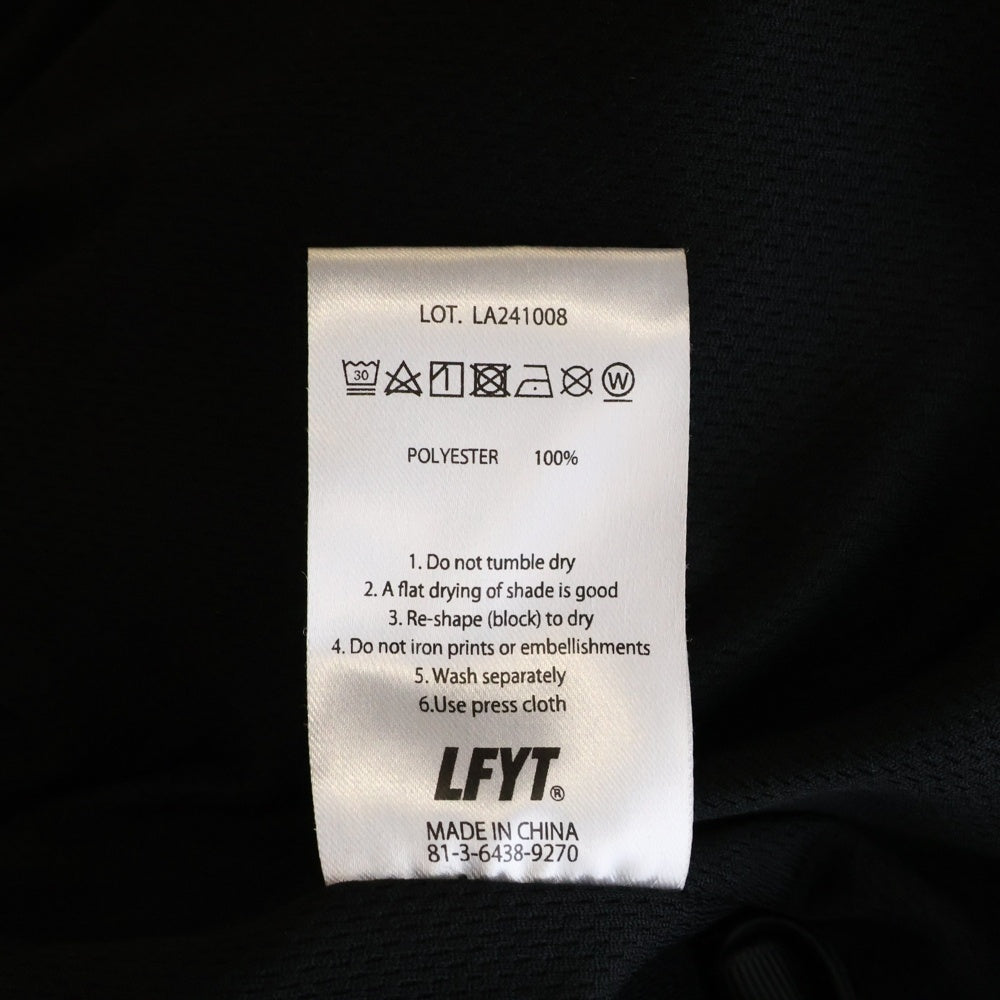 LOT. LA241008
30 W
POLYESTER 100%
1. Do not tumble dry
2. A flat drying of shade is good
3. Re-shape (block) to dry
4. Do not iron prints or embellishments
5. Wash separately
6.Use press cloth
LFYT®
MADE IN CHINA
81-3-6438-9270